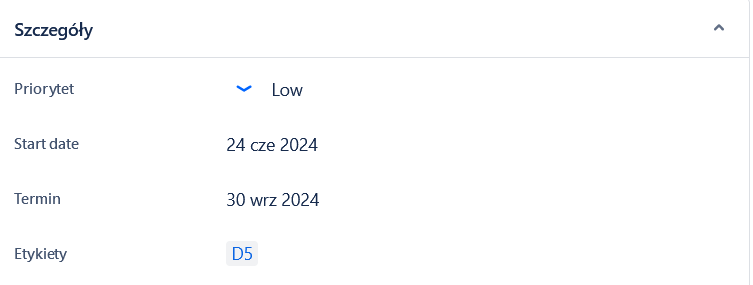 Szczegóły
Priorytet Low
Start date 24 cze 2024
Termin 30 wrz 2024
Etykiety D5